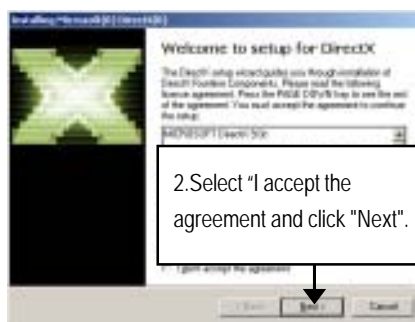 Installing Microsoft(R) DirectX(R)
Welcome to setup for DirectX
The DirectX setup wizard guides you through installation of
DirectX Runtime Components. Please read the following
license agreement. Press the PAGE DOWN key to see the rest
of the agreement. You must accept the agreement to continue
the setup.
MICROSOFT DirectX
2.Select “I accept the
agreement and click "Next".
I don't accept the agreement
< Back
Next >
Cancel